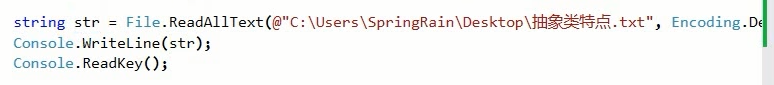 string str = File.ReadAllText(@"C:\Users\SpringRain\Desktop\抽象类特点.txt", Encoding.De
Console.WriteLine(str);
Console.ReadKey();